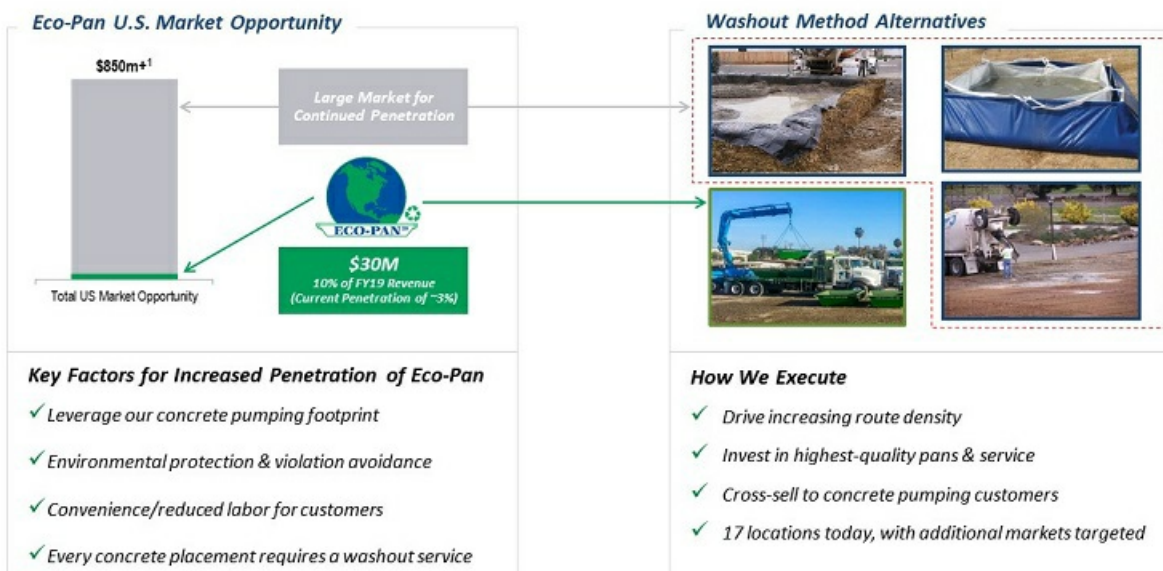 Eco-Pan U.S. Market Opportunity
$850m+¹
Large Market for
Continued Penetration
ECO-PAN™
$30M
10% of FY19 Revenue
(Current Penetration of ~3%)
Total US Market Opportunity
Washout Method Alternatives
Key Factors for Increased Penetration of Eco-Pan
✓ Leverage our concrete pumping footprint
✓ Environmental protection & violation avoidance
✓ Convenience/reduced labor for customers
✓ Every concrete placement requires a washout service
How We Execute
✓ Drive increasing route density
✓ Invest in highest-quality pans & service
✓ Cross-sell to concrete pumping customers
✓ 17 locations today, with additional markets targeted